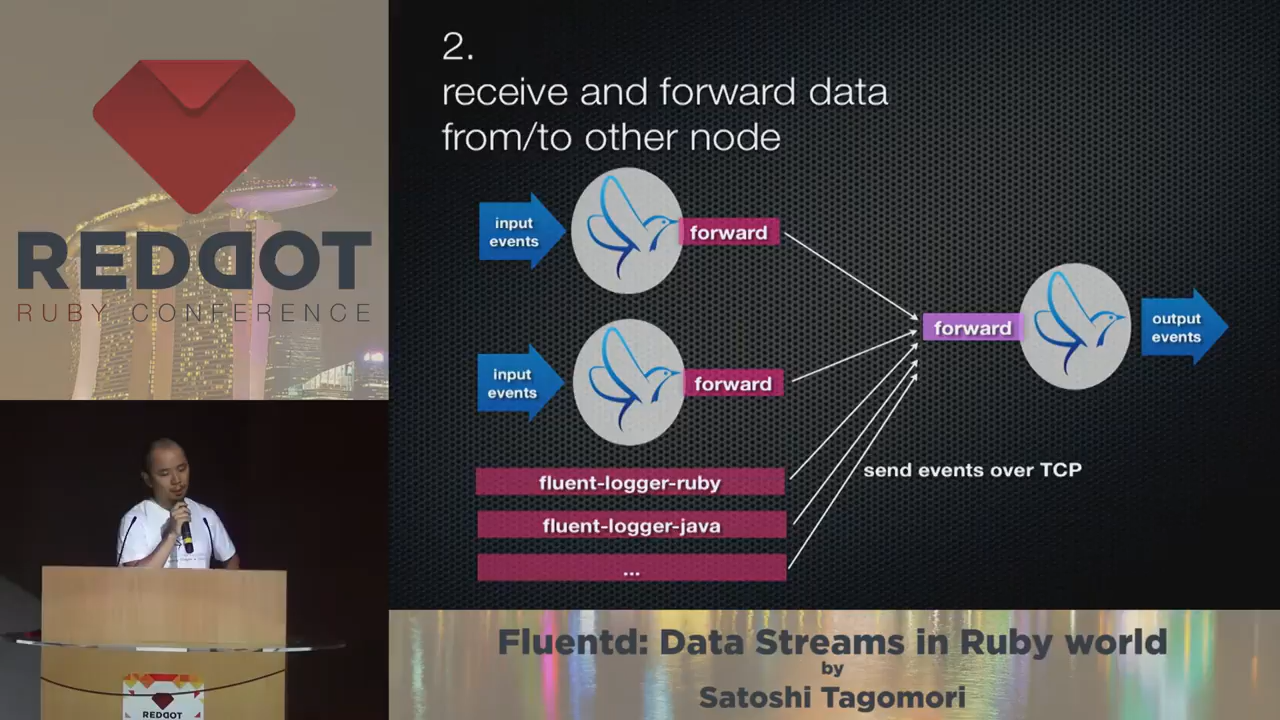 REDDOT
RUBY CONFERENCE
2.
receive and forward data
from/to other node
input
events
forward
forward
output
events
input
events
forward
send events over TCP
fluent-logger-ruby
fluent-logger-java
...
Fluentd: Data Streams in Ruby world
by
Satoshi Tagomori
REDDOT